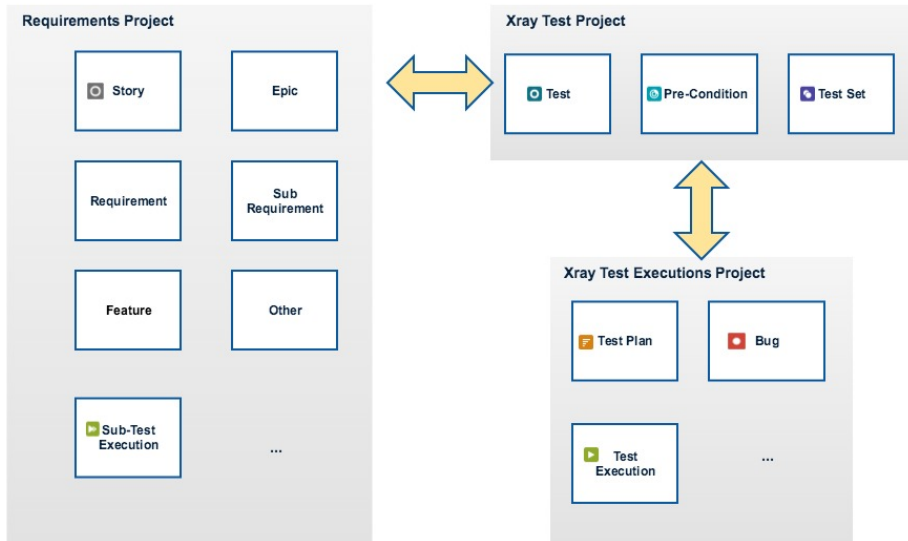 Requirements Project
Story
Epic
Requirement
Sub
Requirement
Feature
Other
Sub-Test
Execution
...
Xray Test Project
Test
Pre-Condition
Test Set
Xray Test Executions Project
Test Plan
Bug
Test
Execution
...